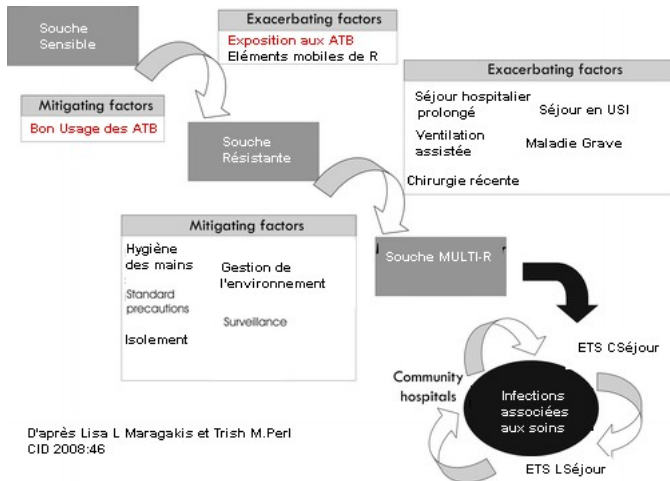 Souche
Sensible
Exacerbating factors
Exposition aux ATB
Eléments mobiles de R
Mitigating factors
Bon Usage des ATB
Souche
Résistante
Exacerbating factors
Séjour hospitalier
prolongé
Séjour en USI
Ventilation
assistée
Maladie Grave
Chirurgie récente
Mitigating factors
Hygiène
des mains
Gestion de
l'environnement
Standard
precautions
Surveillance
Isolement
Souche MULTI-R
ETS CSéjour
Community
hospitals
Infections
associées
aux soins
ETS LSéjour
D'après Lisa L Maragakis et Trish M.Perl
CID 2008:46